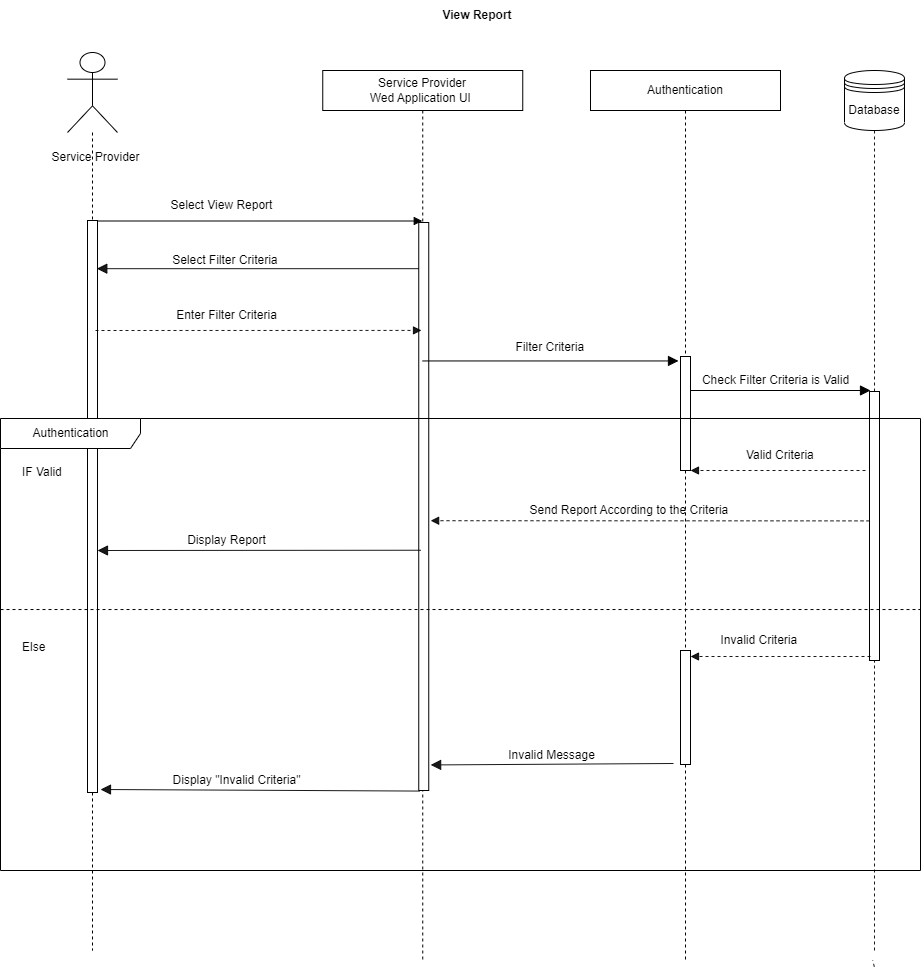 View Report
Service Provider
Wed Application UI
Authentication
Database
Service Provider
Select View Report
Select Filter Criteria
Enter Filter Criteria
Filter Criteria
Check Filter Criteria is Valid
Authentication
Valid Criteria
IF Valid
Send Report According to the Criteria
Display Report
Invalid Criteria
Else
Invalid Message
Display "Invalid Criteria"